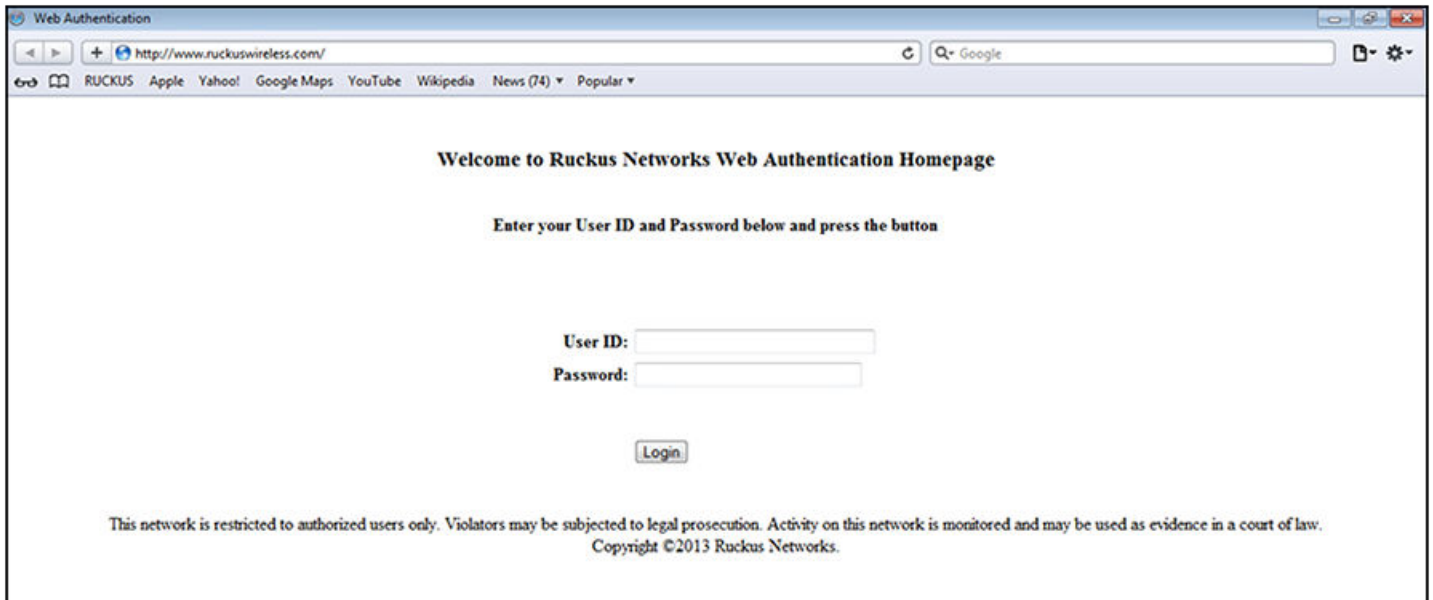 Web Authentication
http://www.ruckuswireless.com/
Google
RUCKUS Apple Yahoo! Google Maps YouTube Wikipedia News (74) ▾ Popular ▾
Welcome to Ruckus Networks Web Authentication Homepage
Enter your User ID and Password below and press the button
User ID:
Password:
Login
This network is restricted to authorized users only. Violators may be subjected to legal prosecution. Activity on this network is monitored and may be used as evidence in a court of law.
Copyright ©2013 Ruckus Networks.